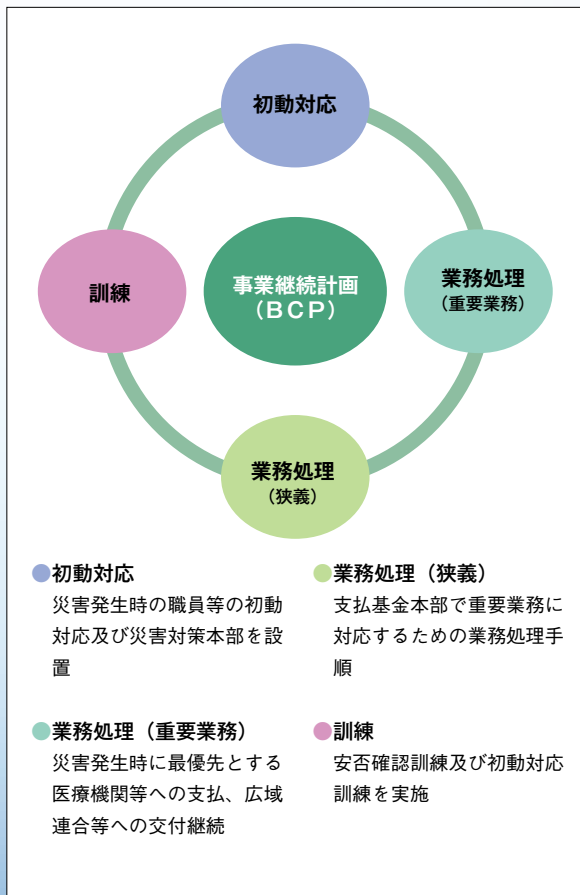 初動対応
訓練
事業継続計画
（ＢＣＰ）
業務処理
（重要業務）
業務処理
（狭義）
●初動対応
災害発生時の職員等の初動
対応及び災害対策本部を設
置
●業務処理（狭義）
支払基金本部で重要業務に
対応するための業務処理手
順
●業務処理（重要業務）
災害発生時に最優先とする
医療機関等への支払、広域
連合等への交付継続
●訓練
安否確認訓練及び初動対応
訓練を実施